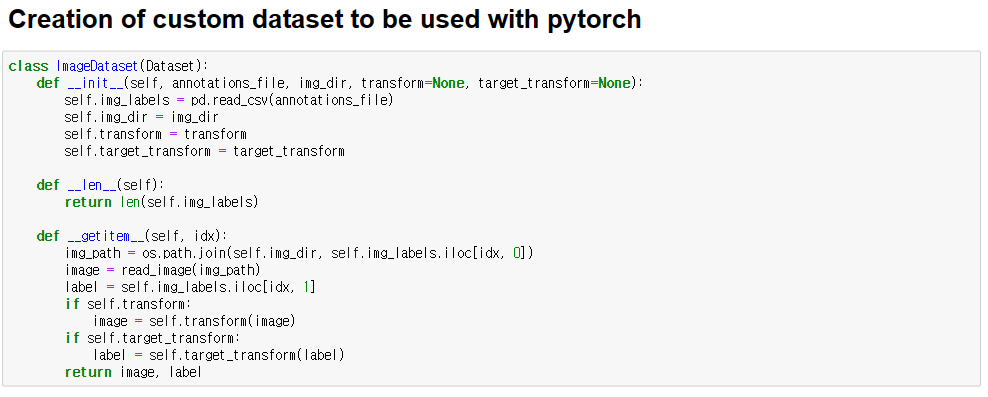 Creation of custom dataset to be used with pytorch
class ImageDataset(Dataset):
    def __init__(self, annotations_file, img_dir, transform=None, target_transform=None):
        self.img_labels = pd.read_csv(annotations_file)
        self.img_dir = img_dir
        self.transform = transform
        self.target_transform = target_transform

    def __len__(self):
        return len(self.img_labels)

    def __getitem__(self, idx):
        img_path = os.path.join(self.img_dir, self.img_labels.iloc[idx, 0])
        image = read_image(img_path)
        label = self.img_labels.iloc[idx, 1]
        if self.transform:
            image = self.transform(image)
        if self.target_transform:
            label = self.target_transform(label)
        return image, label